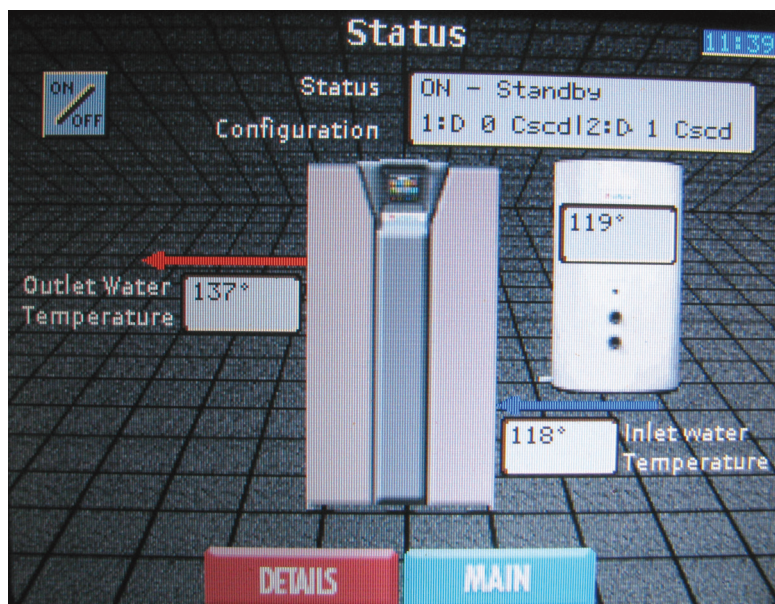 Status
11:39
ON
OFF
Status
ON - Standby
Configuration
1:D 0 Cscd|2:D 1 Cscd
119°
Outlet Water
Temperature
137°
118°
Inlet water
Temperature
DETAILS
MAIN